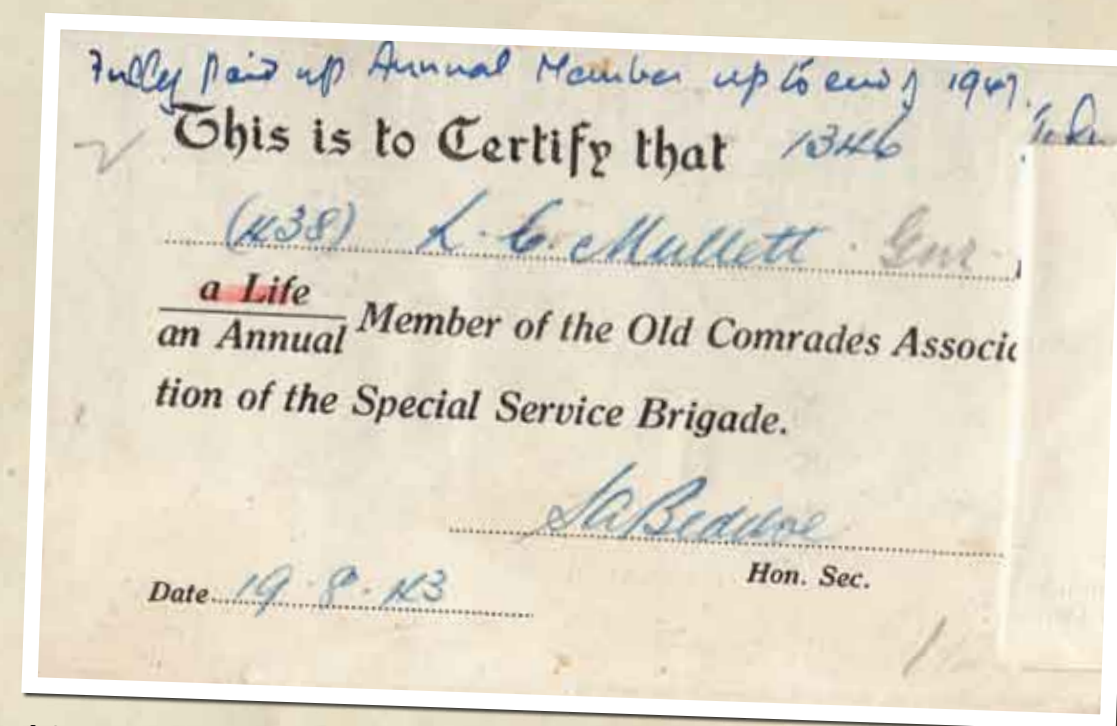 Fully paid up Annual Member up to end of 1947.
This is to Certify that 1346
(438) L. C. Mullett Gnr
a Life
an Annual Member of the Old Comrades Associa
tion of the Special Service Brigade.
Hon. Sec.
Date 19.8.43